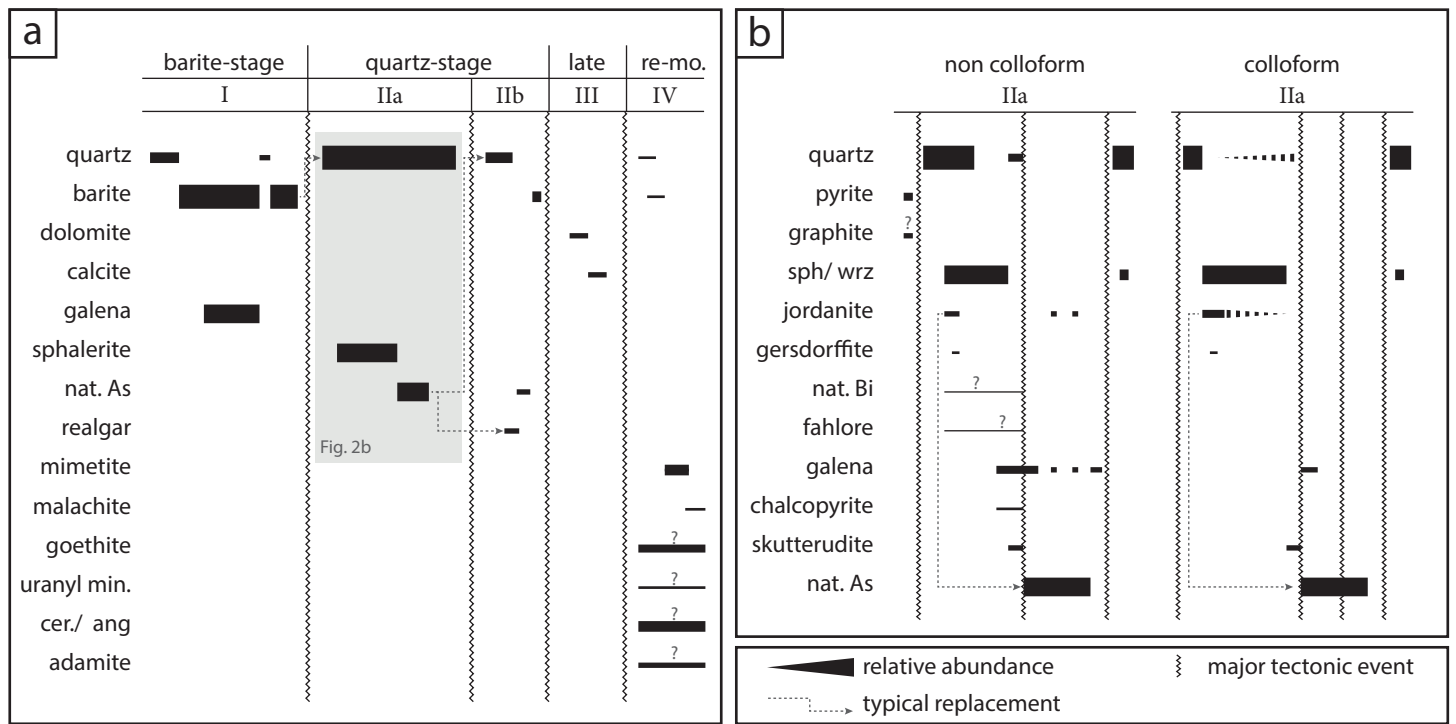 a
barite-stage quartz-stage late re-mo.
I IIa IIb III IV
quartz
barite
dolomite
calcite
galena
sphalerite
nat. As
realgar
Fig. 2b
mimetite
malachite
goethite ?
uranyl min. ?
cer./ ang ?
adamite ?
b
non colloform colloform
IIa IIa
quartz
pyrite
graphite ?
sph/ wrz
jordanite
gersdorffite
nat. Bi ?
fahlore ?
galena
chalcopyrite
skutterudite
nat. As
relative abundance major tectonic event
typical replacement